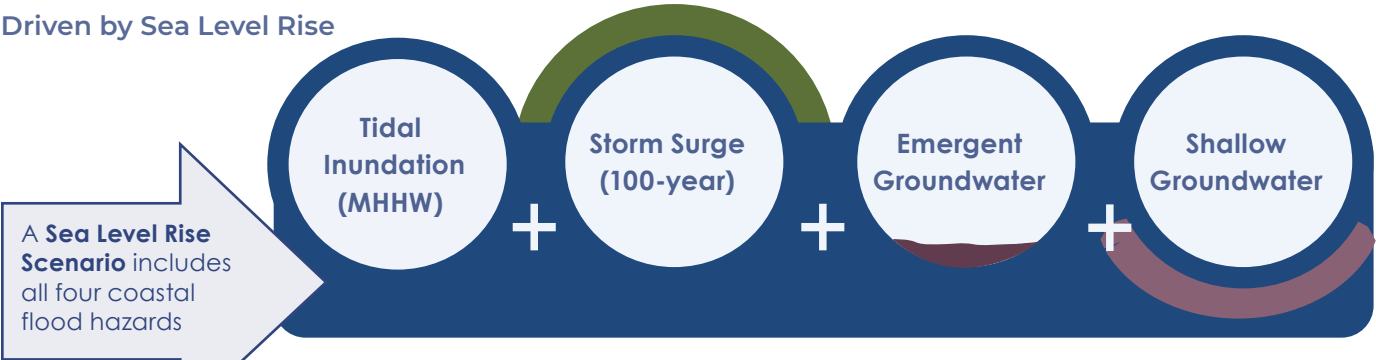 Driven by Sea Level Rise
Tidal
Inundation
(MHHW)
+
Storm Surge
(100-year)
+
Emergent
Groundwater
+
Shallow
Groundwater
A Sea Level Rise
Scenario includes
all four coastal
flood hazards